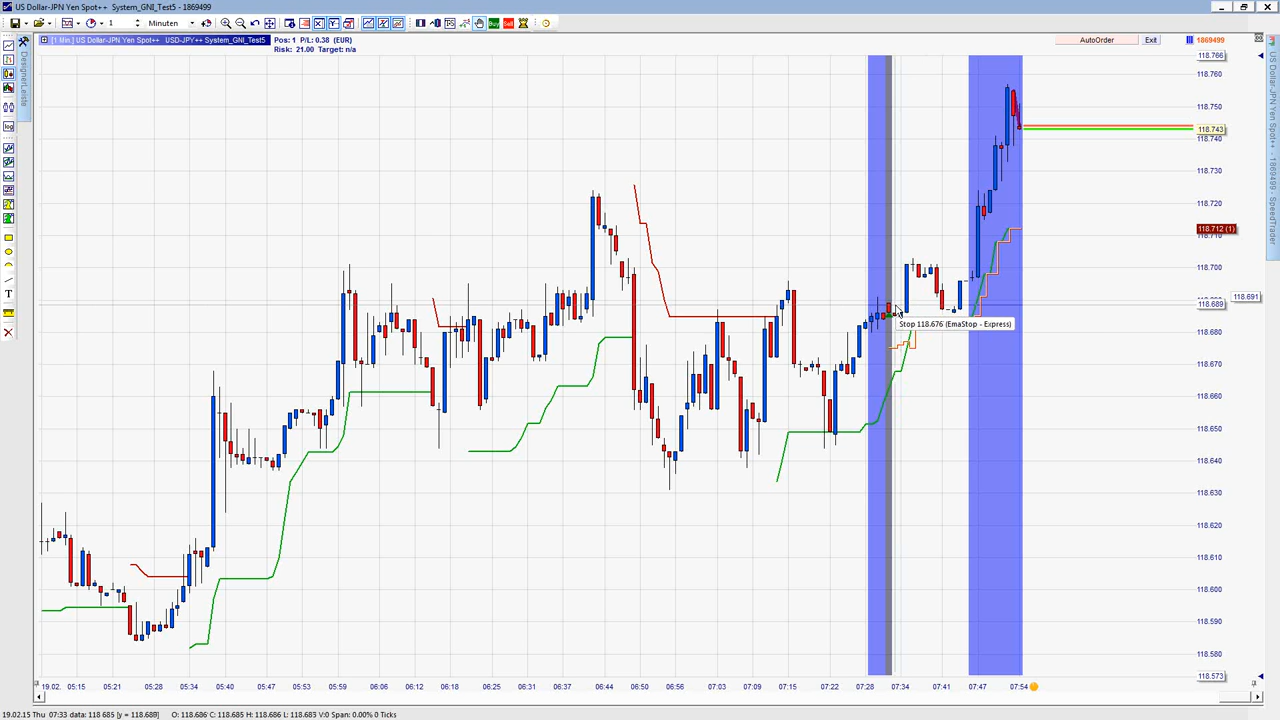 US Dollar-JPN Yen Spot++ System_GNI_Test5 - 1869499
1 Minuten
TS Buy Sell
[1 Min.] US Dollar-JPN Yen Spot++ USD-JPY++ System_GNI_Test5 Pos: 1 P/L: 0.38 (EUR)
Risk: 21.00 Target: n/a
AutoOrder Exit 1869499
DesignerLeiste
US Dollar-JPN Yen Spot++ - 1869499 - SpeedTrader
log
T
118.766
118.760
118.750
118.743
118.740
118.730
118.720
118.712 (1)
118.710
118.700
118.691
118.689
118.680
118.670
118.660
118.650
118.640
118.630
118.620
118.610
118.600
118.590
118.580
118.573
Stop 118.676 (EmaStop - Express)
19.02. 05:15 05:21 05:28 05:34 05:40 05:47 05:53 05:59 06:06 06:12 06:18 06:25 06:31 06:37 06:44 06:50 06:56 07:03 07:09 07:15 07:22 07:28 07:34 07:41 07:47 07:54
19.02.15 Thu 07:33 data: 118.685 [y = 118.688] O: 118.686 C: 118.685 H: 118.686 L: 118.683 V:0 Span: 0.00% 0 Ticks